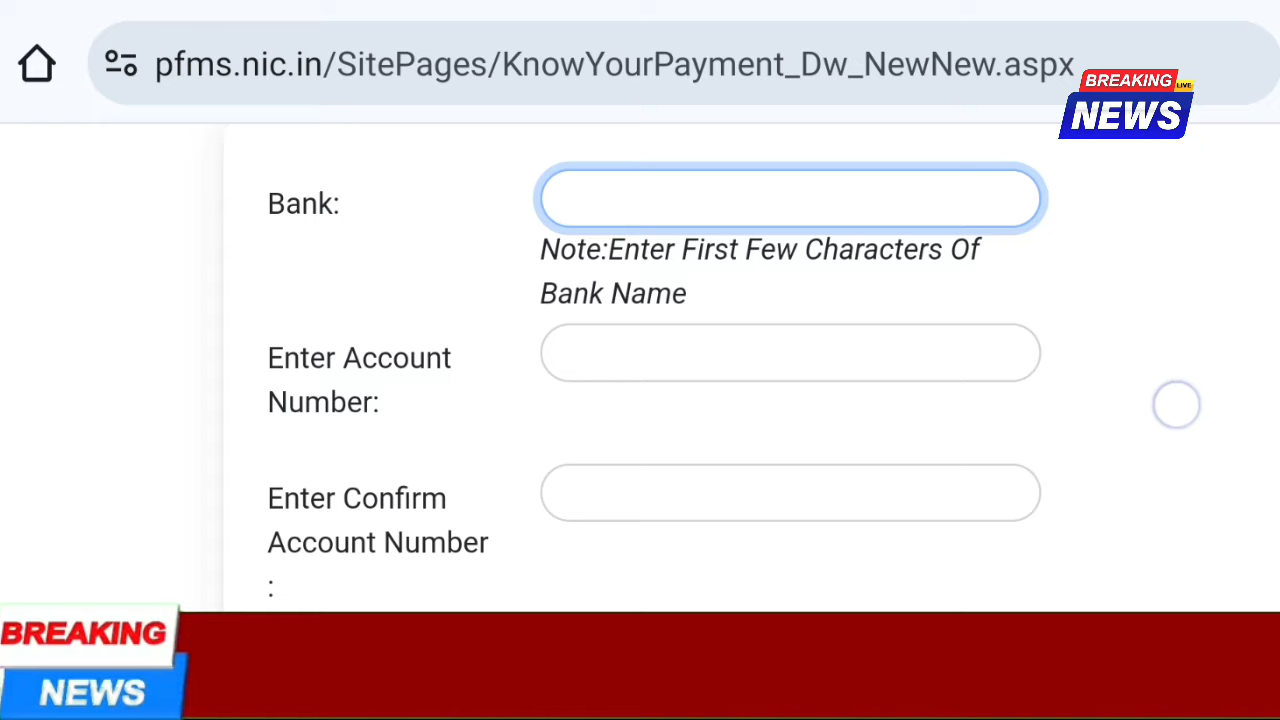 pfms.nic.in/SitePages/KnowYourPayment_Dw_NewNew.aspx
BREAKING LIVE
NEWS
Bank:
Note:Enter First Few Characters Of
Bank Name
Enter Account
Number:
Enter Confirm
Account Number
:
BREAKING
NEWS